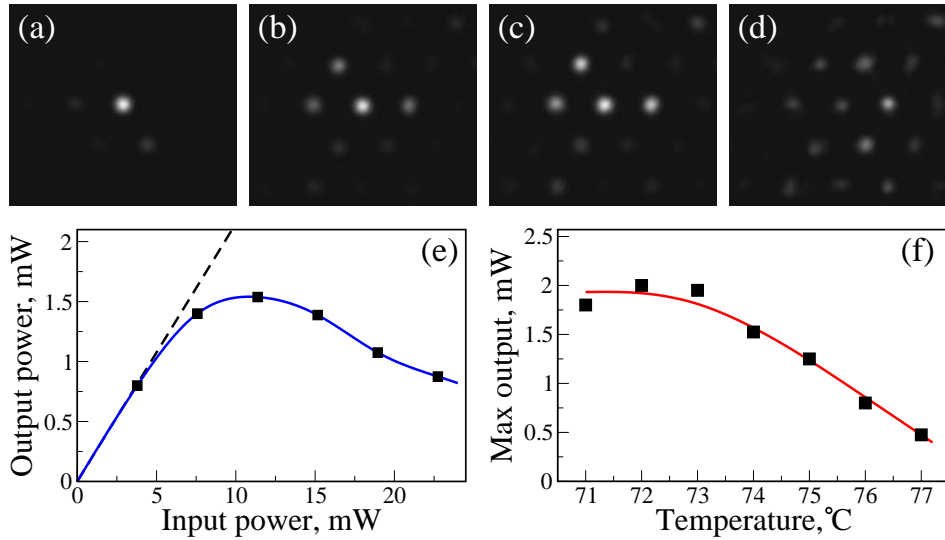 (a) (b) (c) (d)
(e)
Output power, mW
2
1.5
1
0.5
0
0 5 10 15 20
Input power, mW
(f)
Max output, mW
2.5
2
1.5
1
0.5
0
71 72 73 74 75 76 77
Temperature, °C